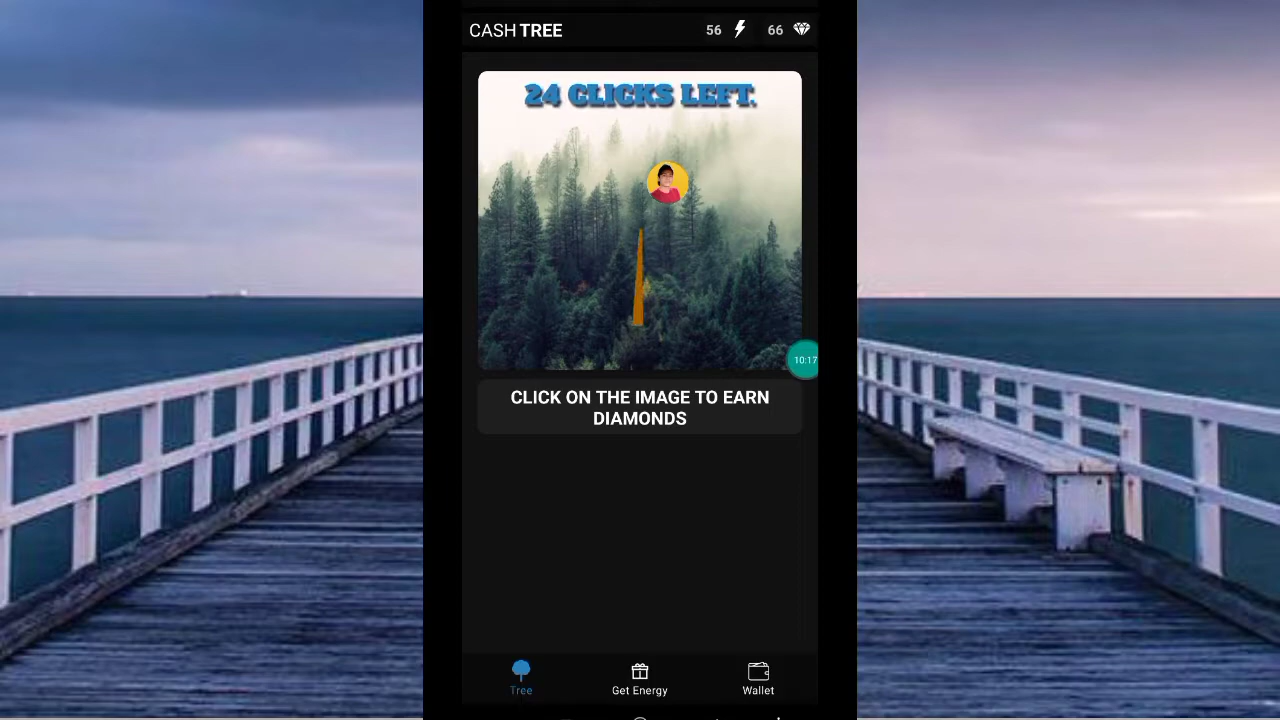 CASH TREE 56 66
24 CLICKS LEFT.
10:17
CLICK ON THE IMAGE TO EARN
DIAMONDS
Tree Get Energy Wallet